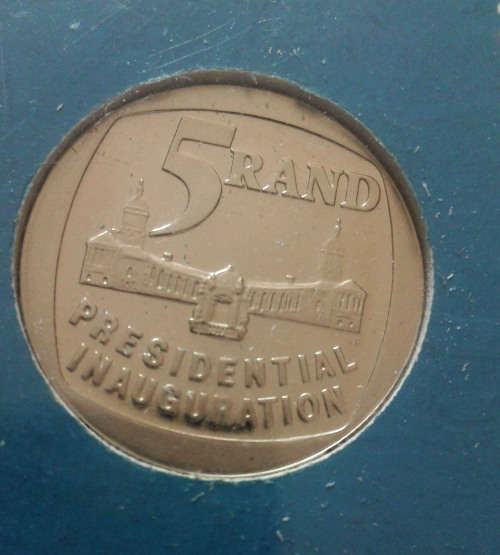 5 RAND
PRESIDENTIAL
INAUGURATION